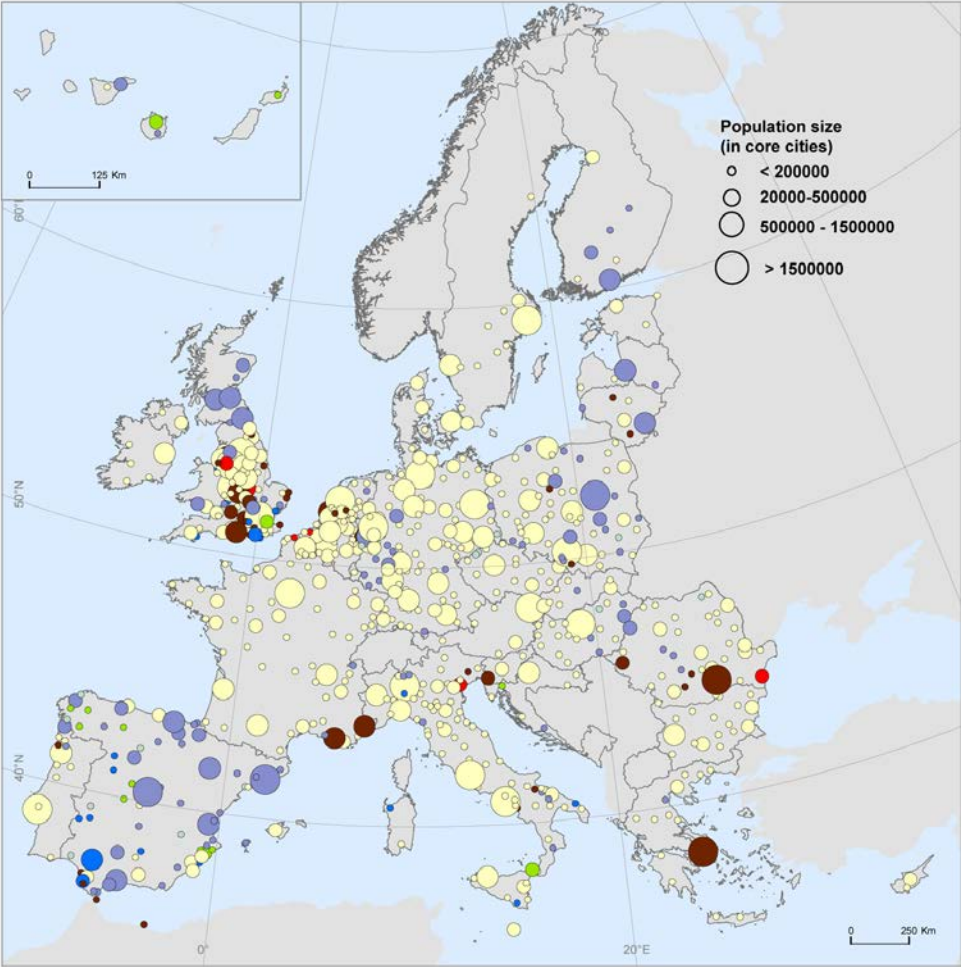 0 125 Km
60°
Population size
(in core cities)
< 200000
20000-500000
500000 - 1500000
> 1500000
50°N
40°N
0°
20°E
0 250 Km